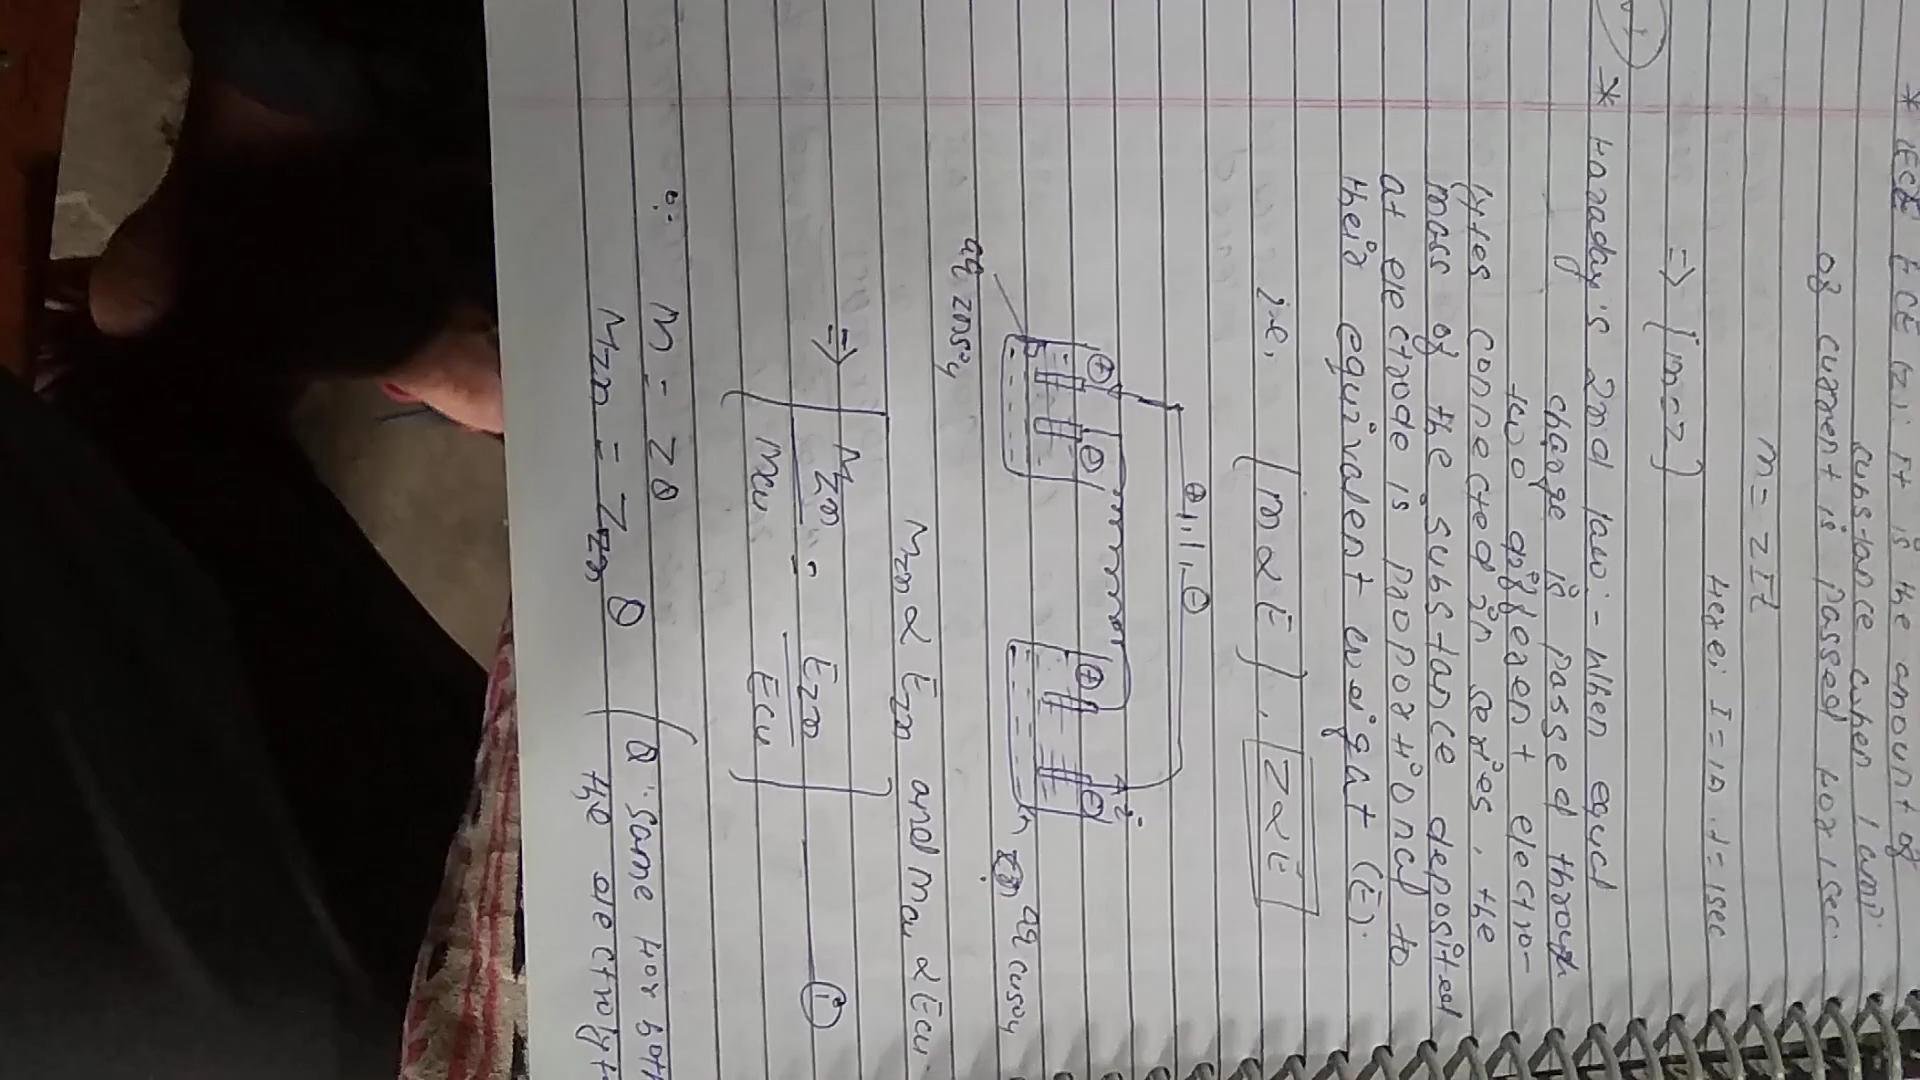 * ECE (Z): It is the amount of
substance when 1 amp.
of current is passed for 1 sec.
m = ZIt
Here; I = 1A, t = 1sec
=> [m = Z]
* Faraday's 2nd law: - When equal
charge is passed through
two different electro-
lytes connected in series, the
mass of the substance deposited
at electrode is proportional to
their equivalent weight (E).
i.e, [m α E]. [Z α E]
⊕ ⊖
⊕ ⊖ ⊕ ⊖ i
aq ZnSO4 aq CuSO4
MZn α EZn and MCu α ECu
=> [MZn/MCu = EZn/ECu] — (i)
∵ M = ZQ
MZn = ZZn Q (Q: Same for both
the electrolyt